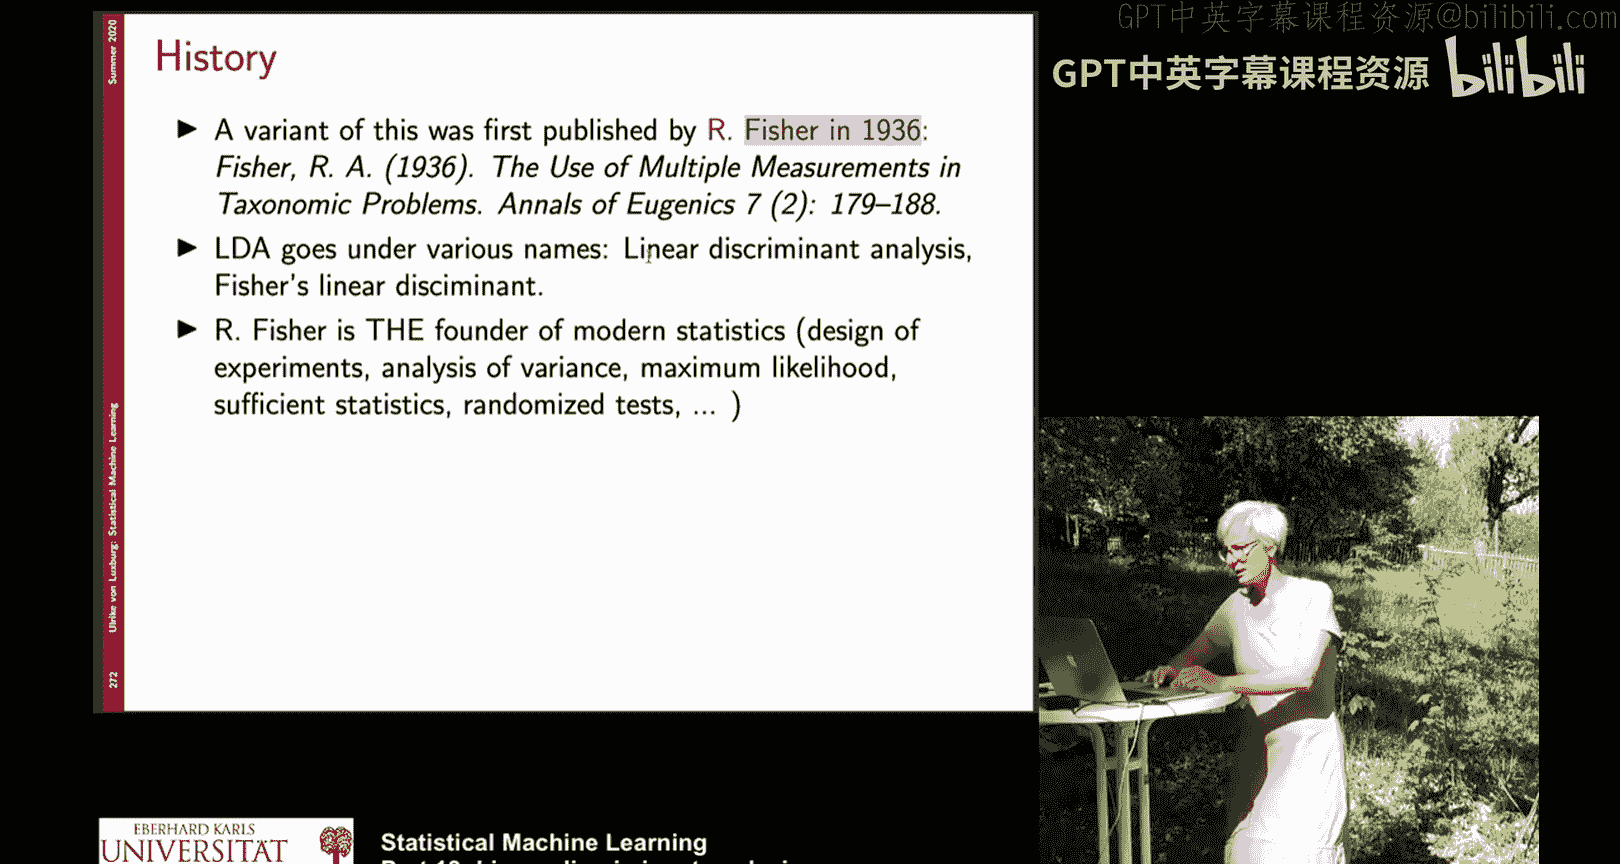 GPT中英字幕课程资源@bilibili.com
GPT中英字幕课程资源 bilibili
Summer 2020
History
► A variant of this was first published by R. Fisher in 1936:
Fisher, R. A. (1936). The Use of Multiple Measurements in
Taxonomic Problems. Annals of Eugenics 7 (2): 179–188.
► LDA goes under various names: Linear discriminant analysis,
Fisher's linear disciminant.
► R. Fisher is THE founder of modern statistics (design of
experiments, analysis of variance, maximum likelihood,
sufficient statistics, randomized tests, ... )
Ulrike von Luxburg: Statistical Machine Learning
272
EBERHARD KARLS
UNIVERSITÄT
Statistical Machine Learning